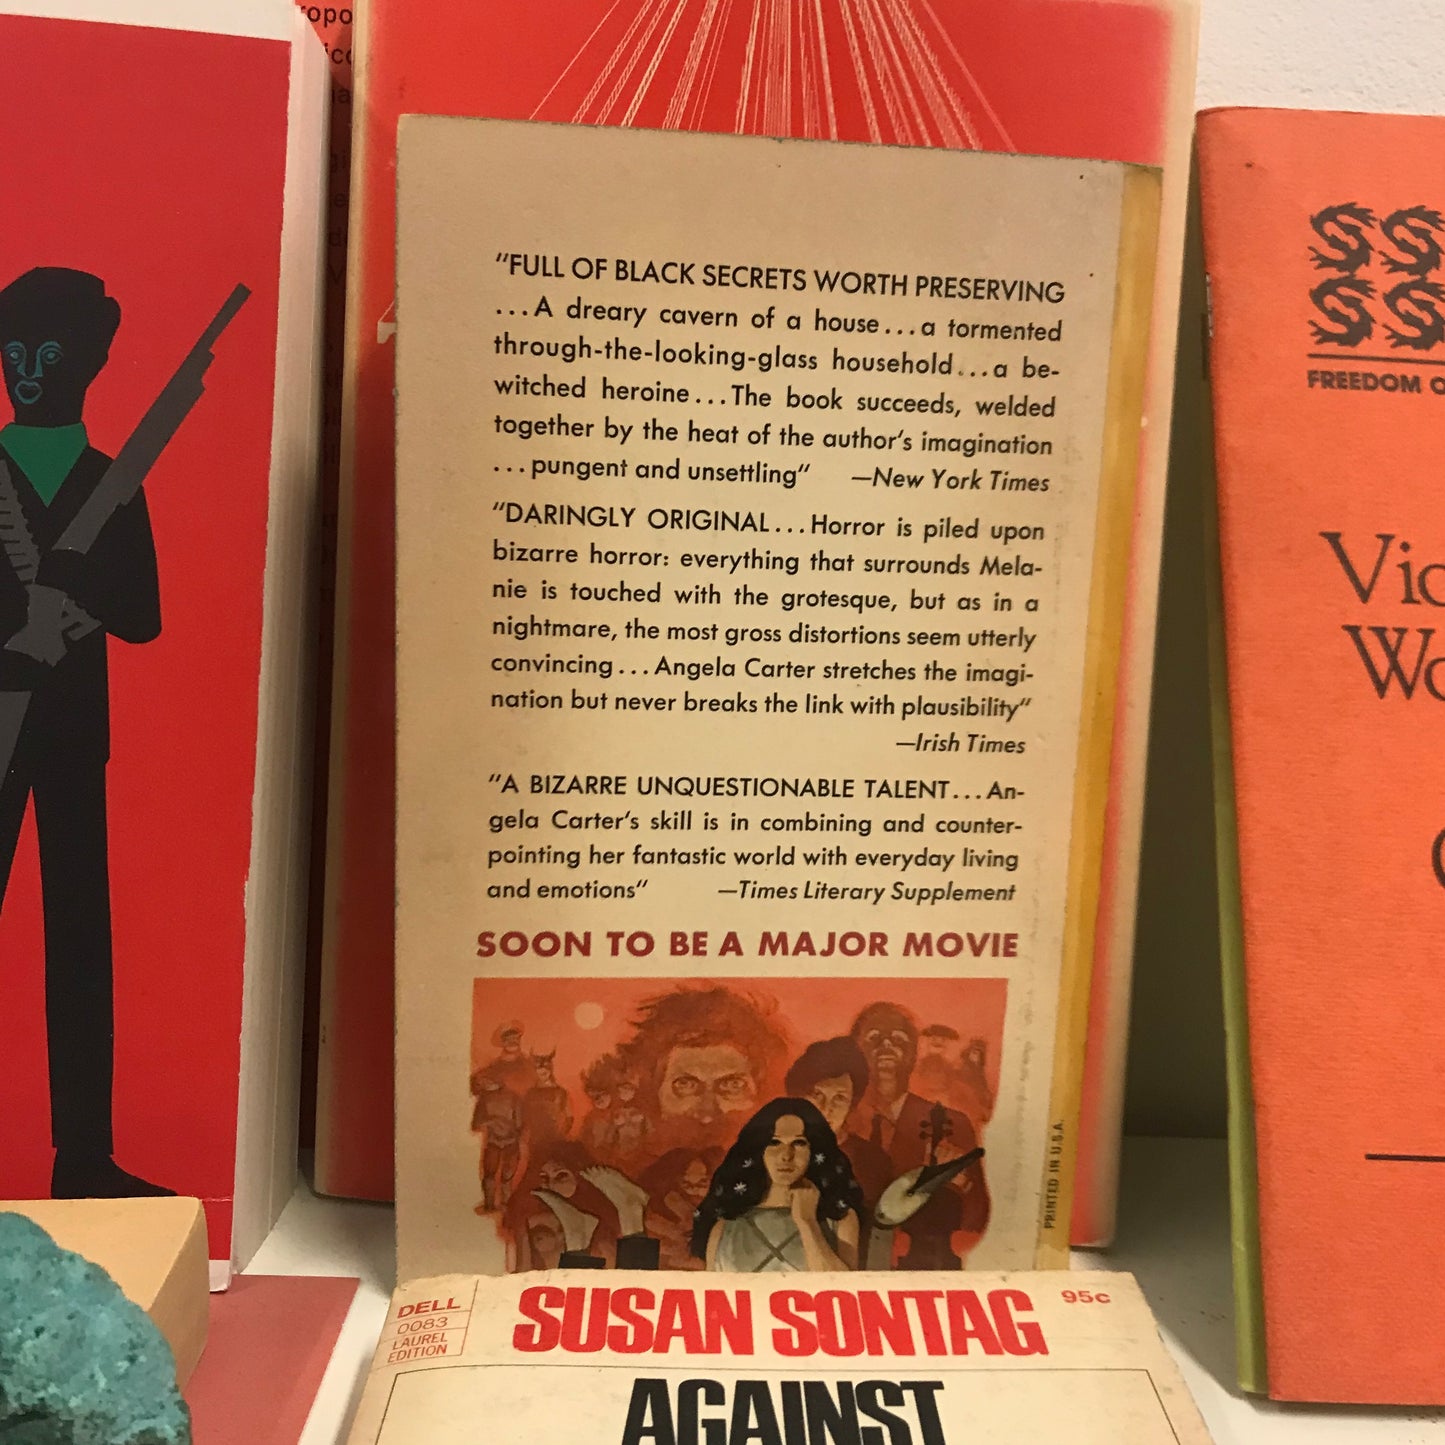 "FULL OF BLACK SECRETS WORTH PRESERVING
...A dreary cavern of a house...a tormented
through-the-looking-glass household...a be-
witched heroine...The book succeeds, welded
together by the heat of the author's imagination
...pungent and unsettling" —New York Times
"DARINGLY ORIGINAL...Horror is piled upon
bizarre horror: everything that surrounds Mela-
nie is touched with the grotesque, but as in a
nightmare, the most gross distortions seem utterly
convincing...Angela Carter stretches the imagi-
nation but never breaks the link with plausibility"
—Irish Times
"A BIZARRE UNQUESTIONABLE TALENT...An-
gela Carter's skill is in combining and counter-
pointing her fantastic world with everyday living
and emotions" —Times Literary Supplement
SOON TO BE A MAJOR MOVIE
PRINTED IN U.S.A.
DELL
0083
LAUREL
EDITION
SUSAN SONTAG
95c
AGAINST
FREEDOM